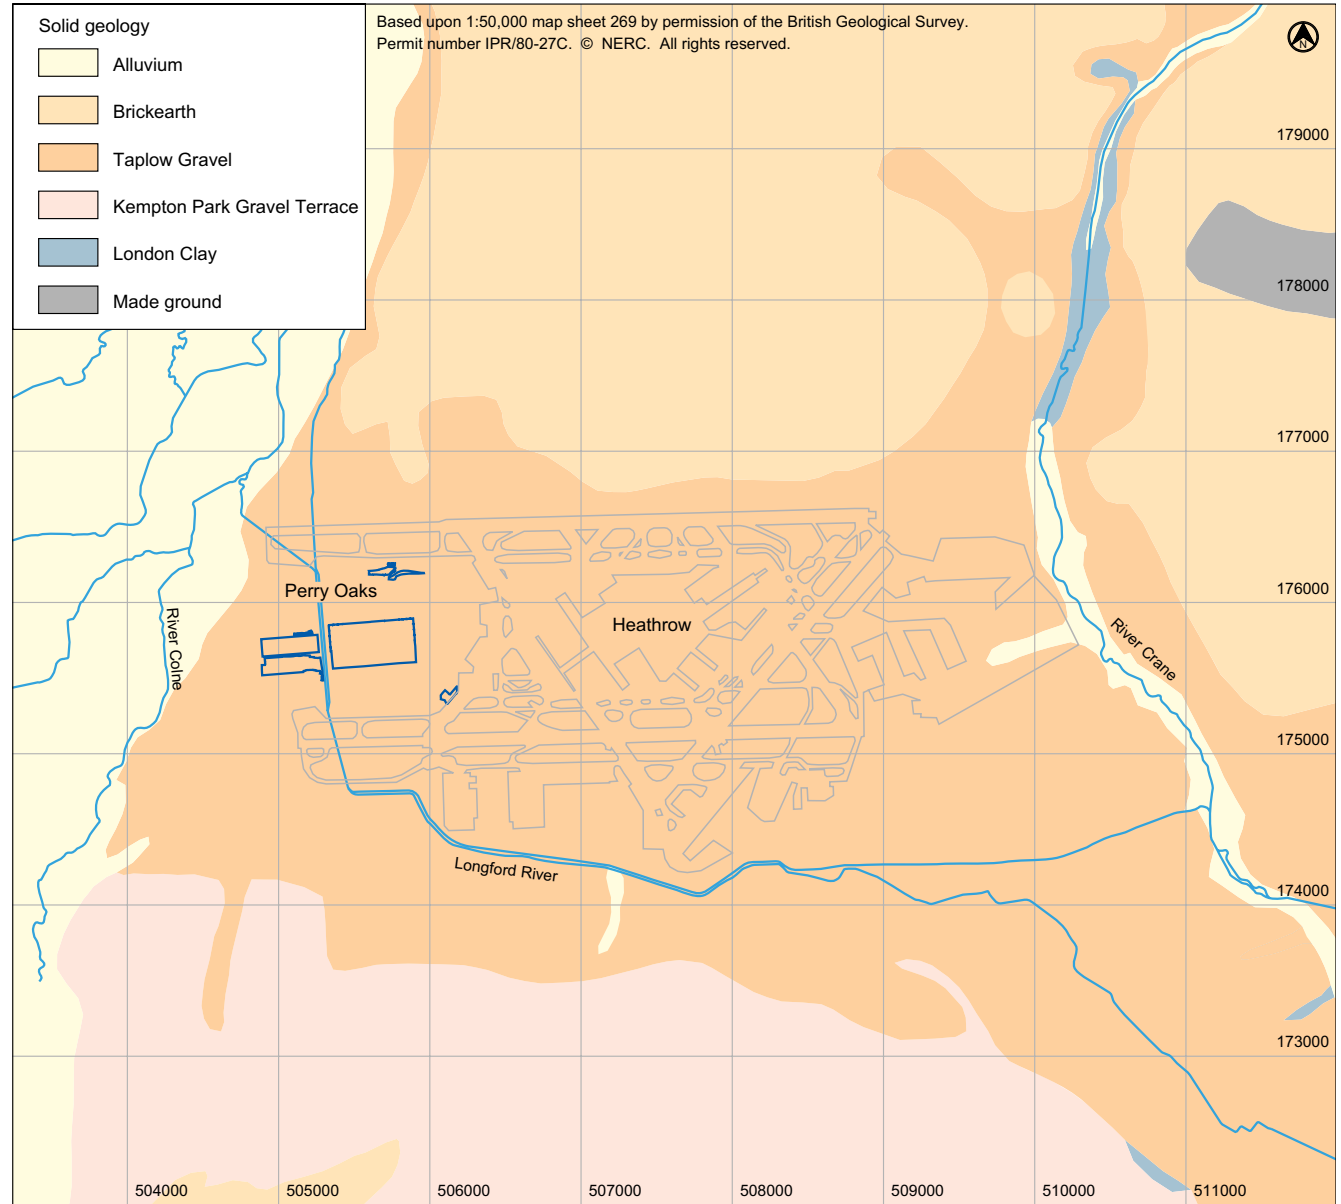 Solid geology
Alluvium
Brickearth
Taplow Gravel
Kempton Park Gravel Terrace
London Clay
Made ground
Based upon 1:50,000 map sheet 269 by permission of the British Geological Survey.
Permit number IPR/80-27C. © NERC. All rights reserved.
N
179000
178000
177000
176000
175000
174000
173000
Perry Oaks
Heathrow
River Colne
River Crane
Longford River
504000
505000
506000
507000
508000
509000
510000
511000